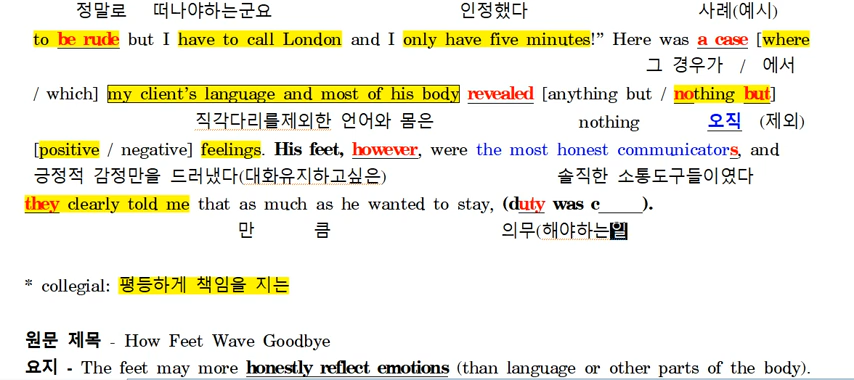 정말로 떠나야하는군요 인정했다 사례(예시)
to be rude but I have to call London and I only have five minutes!” Here was a case [where
그 경우가 / 에서
/ which] my client’s language and most of his body revealed [anything but / nothing but]
직각다리를제외한 언어와 몸은 nothing 오직 (제외)
[positive / negative] feelings. His feet, however, were the most honest communicators, and
긍정적 감정만을 드러냈다(대화유지하고싶은) 솔직한 소통도구들이였다
they clearly told me that as much as he wanted to stay, (duty was c____).
만 큼 의무(해야하는일
* collegial: 평등하게 책임을 지는
원문 제목 - How Feet Wave Goodbye
요지 - The feet may more honestly reflect emotions (than language or other parts of the body).